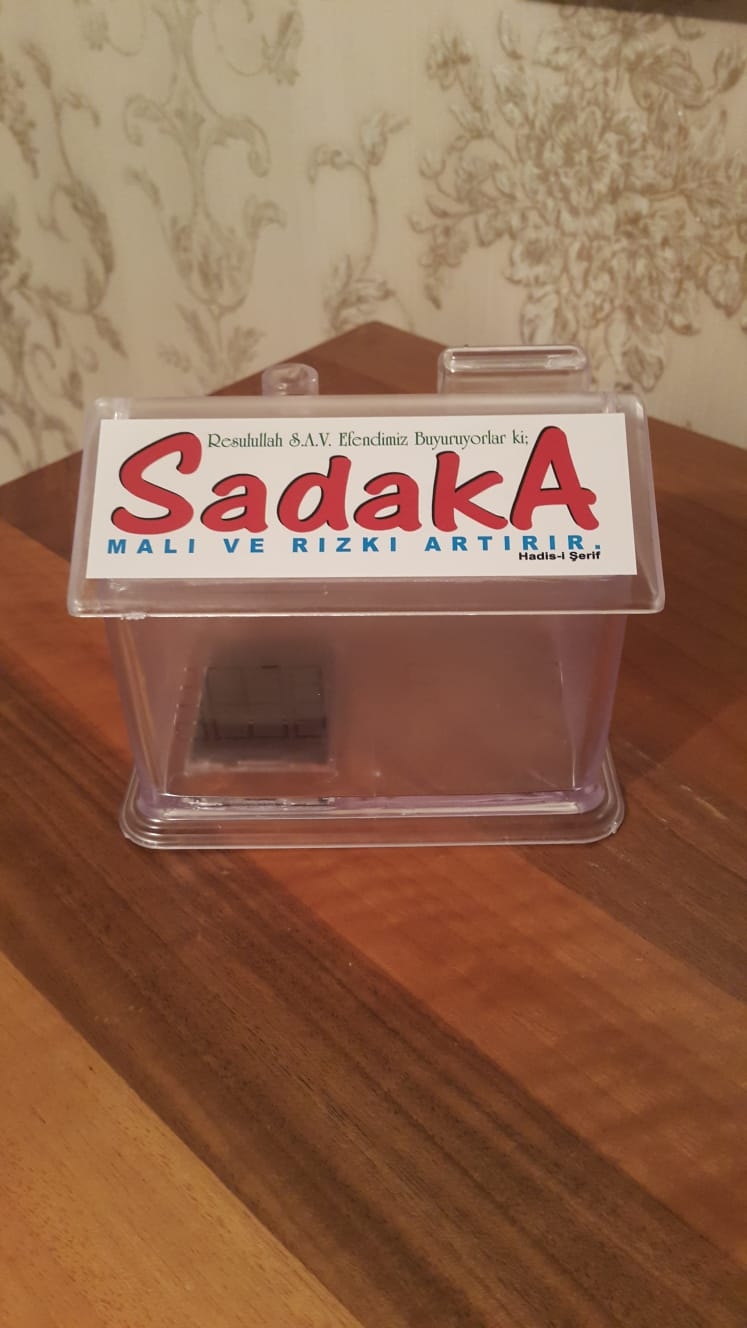 Resulullah S.A.V. Efendimiz Buyuruyorlar ki;
SadakA
MALI VE RIZKI ARTIRIR.
Hadis-i Şerif